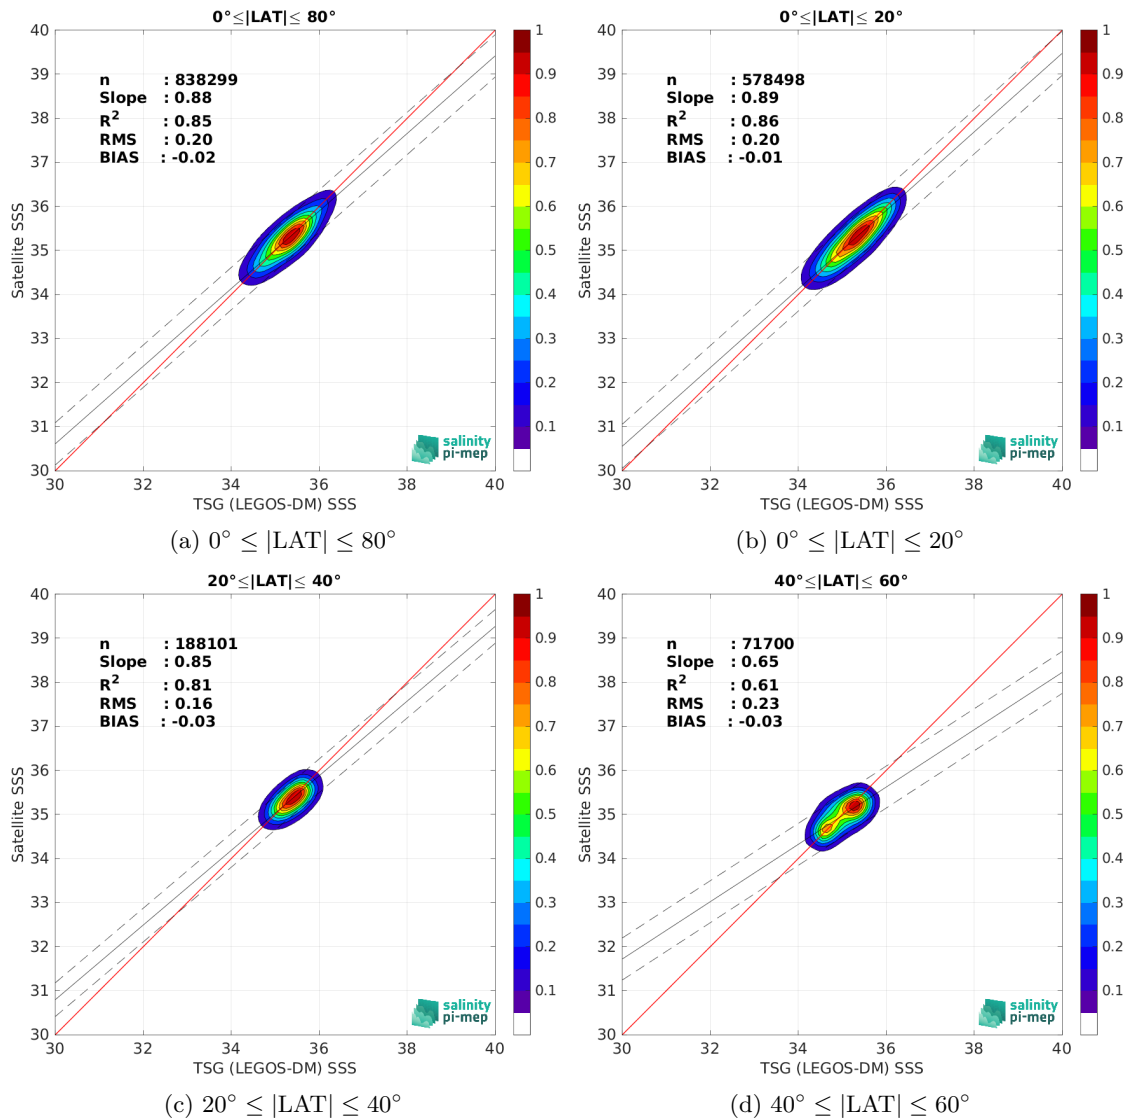 0°≤|LAT|≤ 80°
40
39
38
37
36
35
34
33
32
31
30
Satellite SSS
n : 838299
Slope : 0.88
R² : 0.85
RMS : 0.20
BIAS : -0.02
salinity
pi-mep
30 32 34 36 38 40
TSG (LEGOS-DM) SSS
1
0.9
0.8
0.7
0.6
0.5
0.4
0.3
0.2
0.1
(a) 0° ≤ |LAT| ≤ 80°
0°≤|LAT|≤ 20°
40
39
38
37
36
35
34
33
32
31
30
Satellite SSS
n : 578498
Slope : 0.89
R² : 0.86
RMS : 0.20
BIAS : -0.01
salinity
pi-mep
30 32 34 36 38 40
TSG (LEGOS-DM) SSS
1
0.9
0.8
0.7
0.6
0.5
0.4
0.3
0.2
0.1
(b) 0° ≤ |LAT| ≤ 20°
20°≤|LAT|≤ 40°
40
39
38
37
36
35
34
33
32
31
30
Satellite SSS
n : 188101
Slope : 0.85
R² : 0.81
RMS : 0.16
BIAS : -0.03
salinity
pi-mep
30 32 34 36 38 40
TSG (LEGOS-DM) SSS
1
0.9
0.8
0.7
0.6
0.5
0.4
0.3
0.2
0.1
(c) 20° ≤ |LAT| ≤ 40°
40°≤|LAT|≤ 60°
40
39
38
37
36
35
34
33
32
31
30
Satellite SSS
n : 71700
Slope : 0.65
R² : 0.61
RMS : 0.23
BIAS : -0.03
salinity
pi-mep
30 32 34 36 38 40
TSG (LEGOS-DM) SSS
1
0.9
0.8
0.7
0.6
0.5
0.4
0.3
0.2
0.1
(d) 40° ≤ |LAT| ≤ 60°